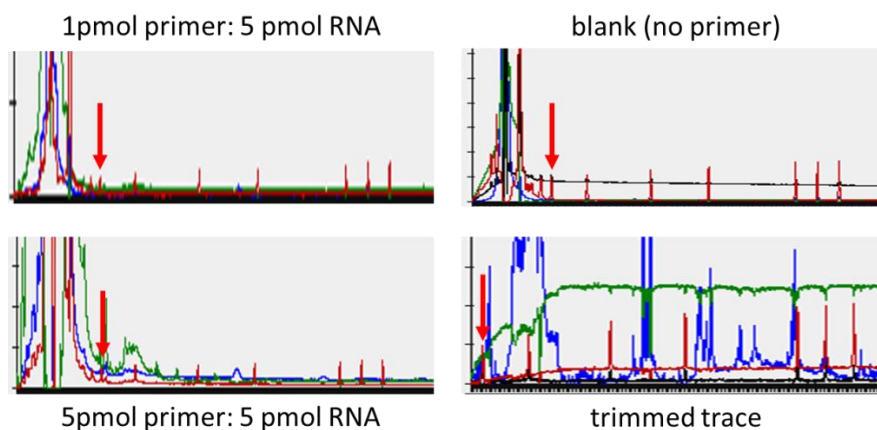 1pmol primer: 5 pmol RNA
blank (no primer)
5pmol primer: 5 pmol RNA
trimmed trace